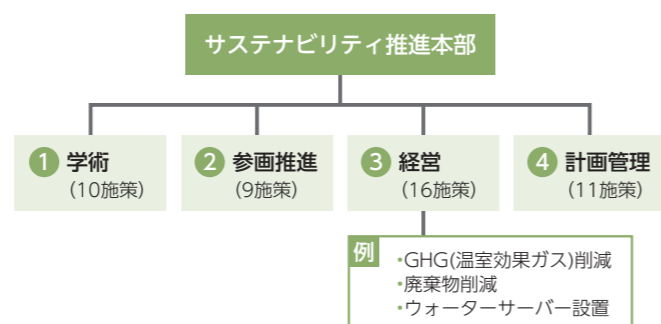 サステナビリティ推進本部
1 学術
(10施策)
2 参画推進
(9施策)
3 経営
(16施策)
4 計画管理
(11施策)
例
・GHG(温室効果ガス)削減
・廃棄物削減
・ウォーターサーバー設置